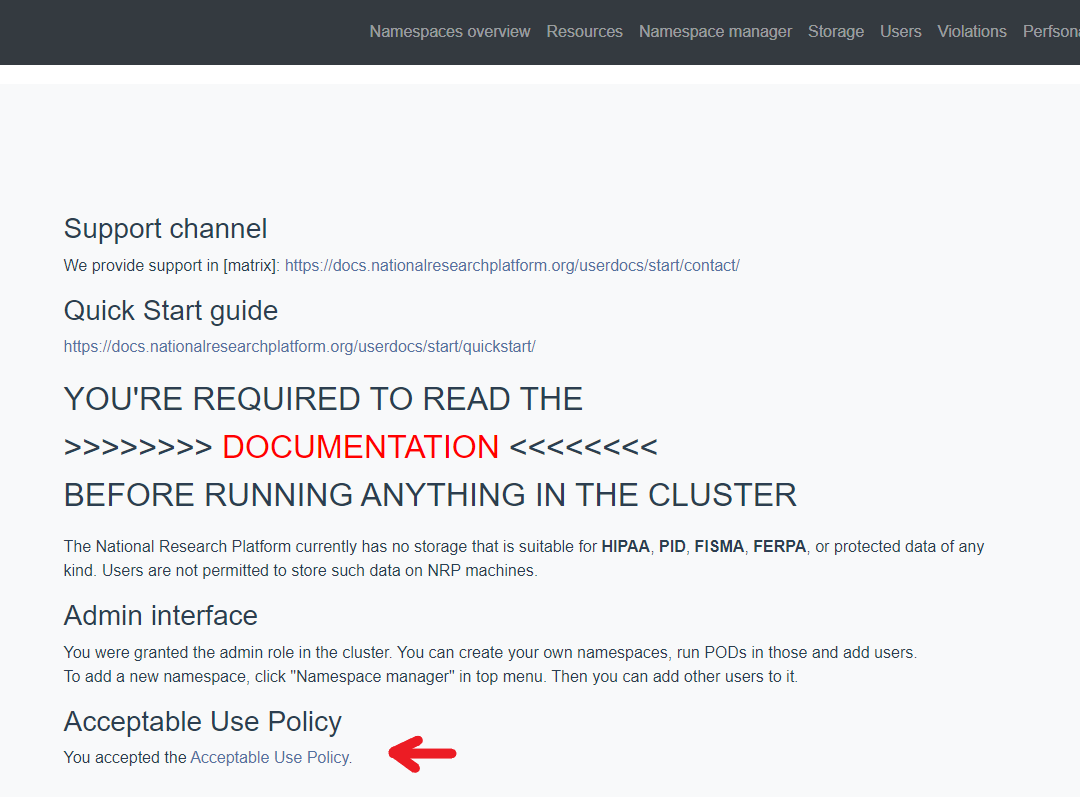 Namespaces overview Resources Namespace manager Storage Users Violations
Support channel
We provide support in [matrix]: https://docs.nationalresearchplatform.org/userdocs/start/contact/
Quick Start guide
https://docs.nationalresearchplatform.org/userdocs/start/quickstart/
YOU'RE REQUIRED TO READ THE
>>>>>>>> DOCUMENTATION <<<<<<<<
BEFORE RUNNING ANYTHING IN THE CLUSTER
The National Research Platform currently has no storage that is suitable for HIPAA, PID, FISMA, FERPA, or protected data of any
kind. Users are not permitted to store such data on NRP machines.
Admin interface
You were granted the admin role in the cluster. You can create your own namespaces, run PODs in those and add users.
To add a new namespace, click "Namespace manager" in top menu. Then you can add other users to it.
Acceptable Use Policy
You accepted the Acceptable Use Policy.